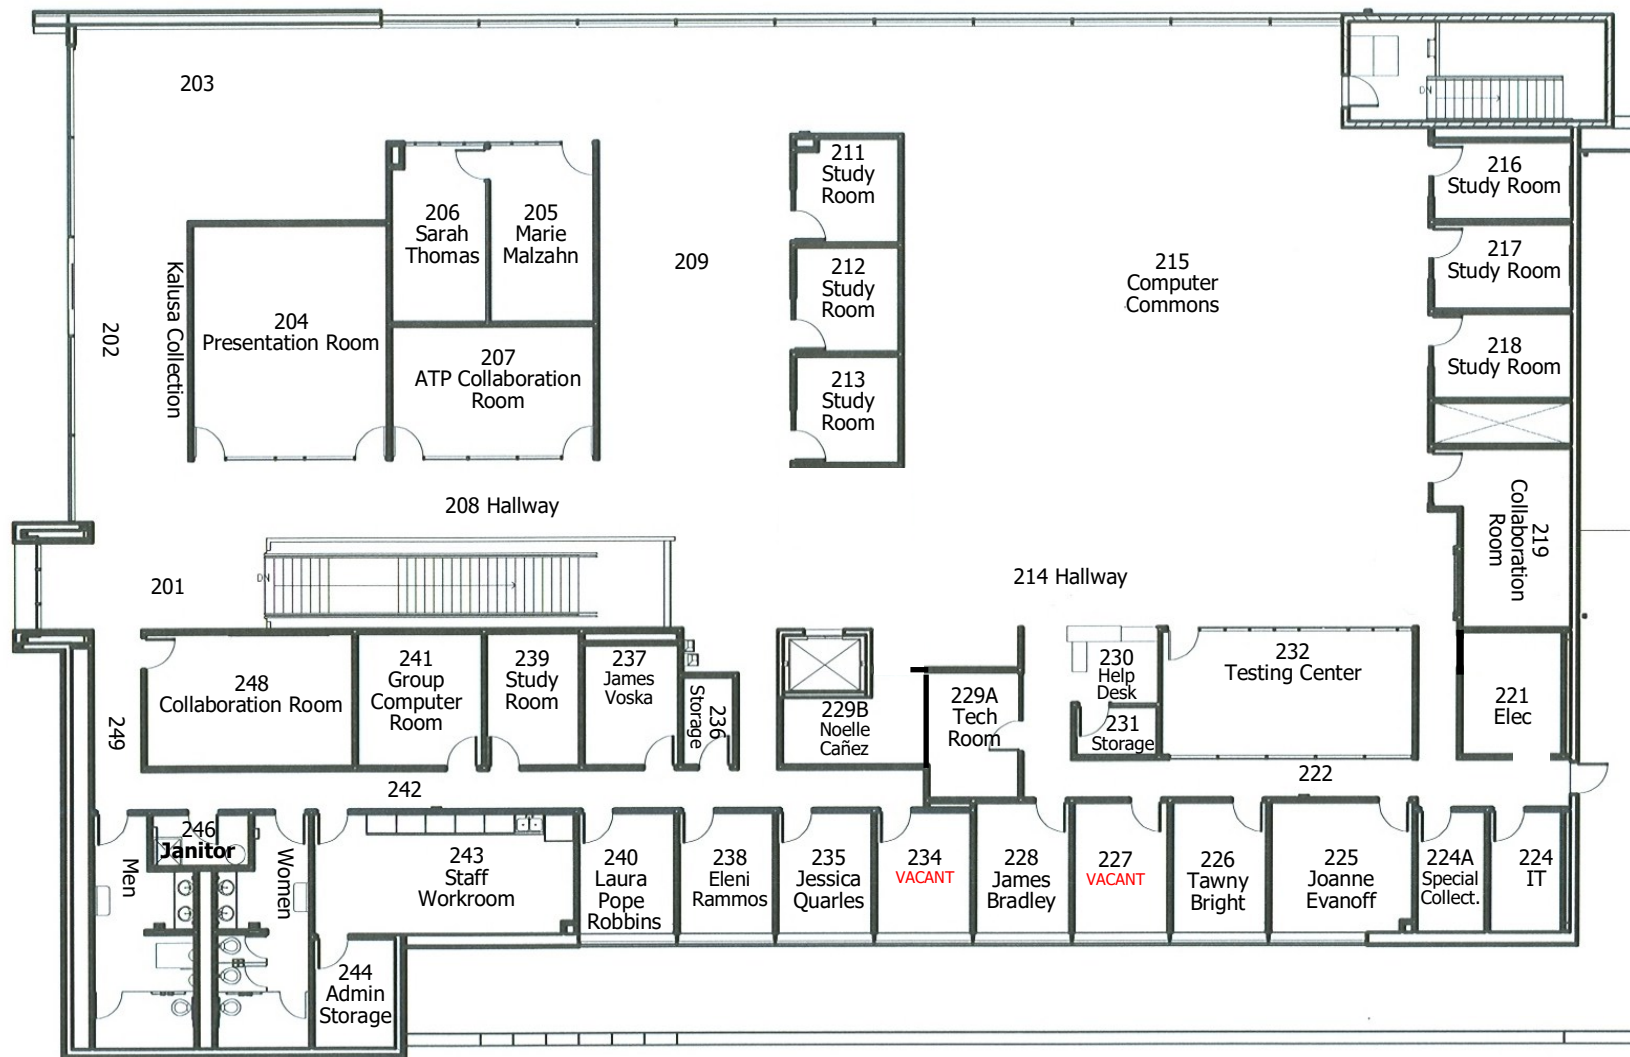 203
206
Sarah
Thomas
205
Marie
Malzahn
211
Study
Room
216
Study Room
209
212
Study
Room
215
Computer
Commons
217
Study Room
202
Kalusa Collection
204
Presentation Room
207
ATP Collaboration
Room
213
Study
Room
218
Study Room
208 Hallway
219
Collaboration
Room
201
DN
DN
214 Hallway
248
Collaboration Room
241
Group
Computer
Room
239
Study
Room
237
James
Voska
236
Storage
229B
Noelle
Cañez
229A
Tech
Room
230
Help
Desk
231
Storage
232
Testing Center
221
Elec
249
242
222
246
Janitor
Men
Women
243
Staff
Workroom
240
Laura
Pope
Robbins
238
Eleni
Rammos
235
Jessica
Quarles
234
VACANT
228
James
Bradley
227
VACANT
226
Tawny
Bright
225
Joanne
Evanoff
224A
Special
Collect.
224
IT
244
Admin
Storage